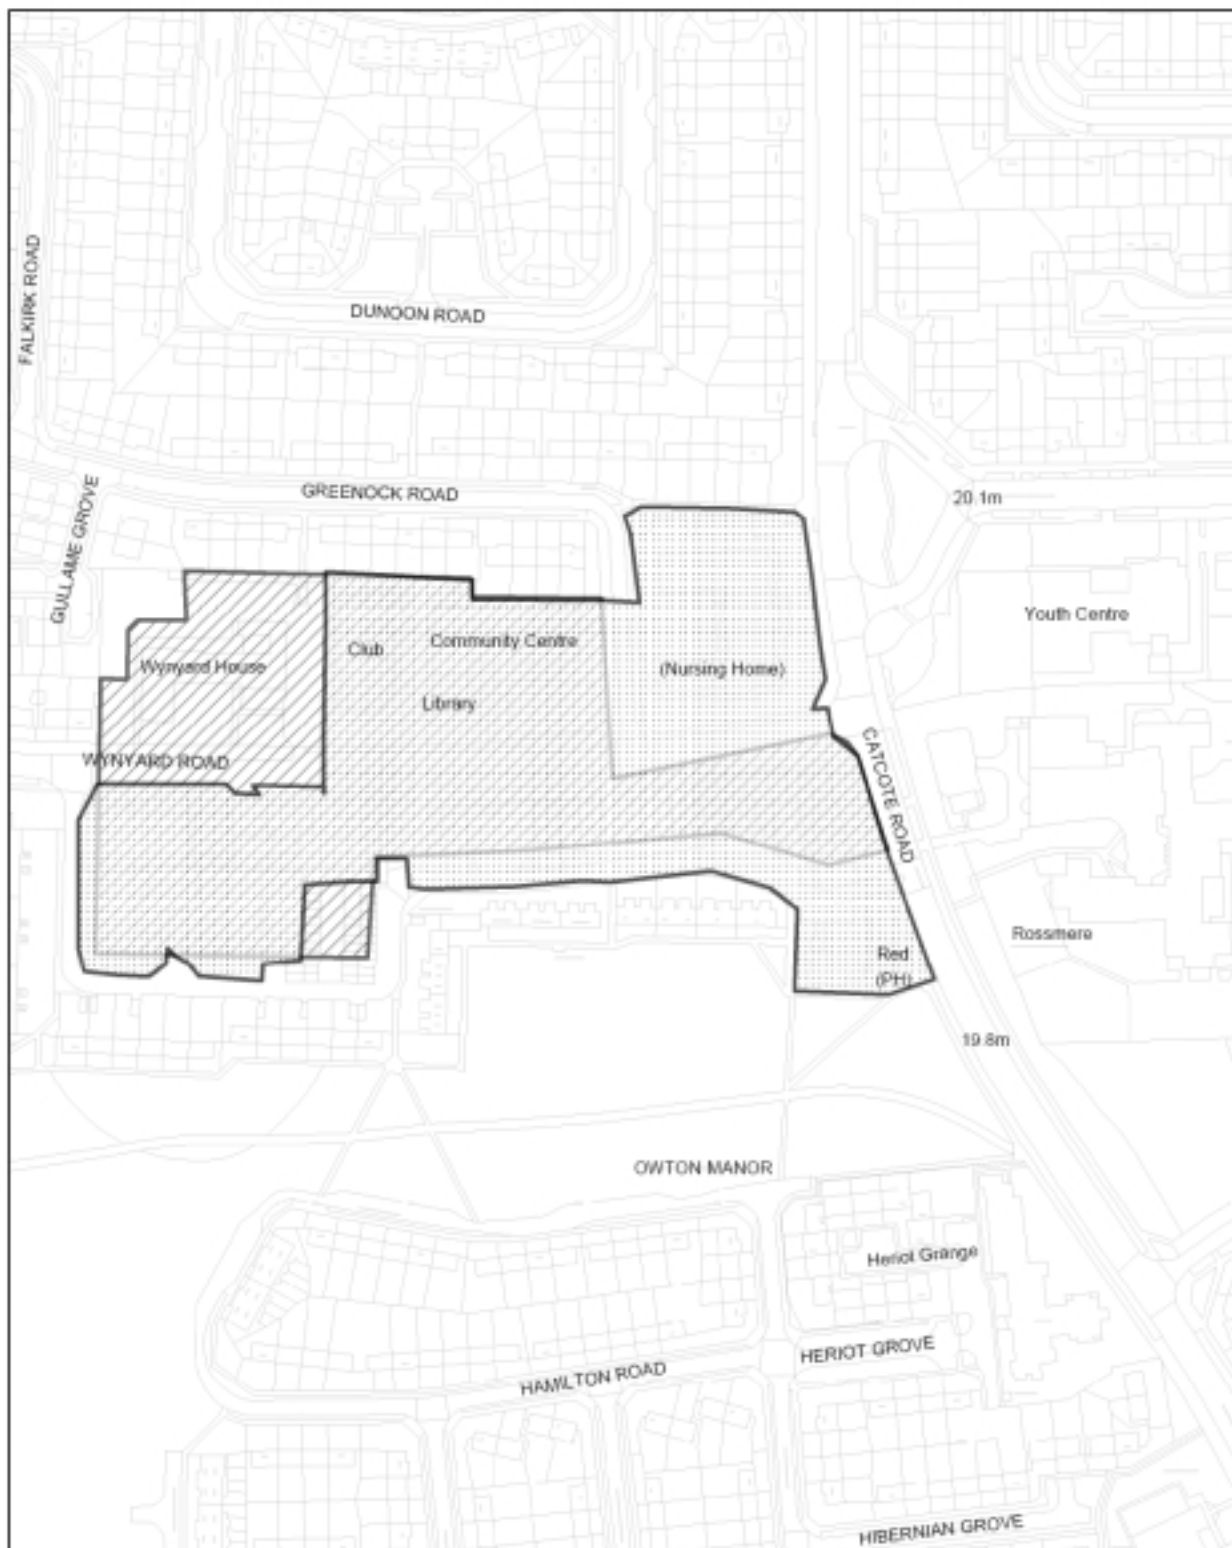 FALKIRK ROAD
DUNOON ROAD
GREENOCK ROAD
GULLAME GROVE
20.1m
Youth Centre
Club
Community Centre
Wynyard House
(Nursing Home)
Library
WYNYARD ROAD
CATCOTE ROAD
Rossmere
Red
(PH)
19.8m
OWTON MANOR
Heriot Grange
HERIOT GROVE
HAMILTON ROAD
HIBERNIAN GROVE